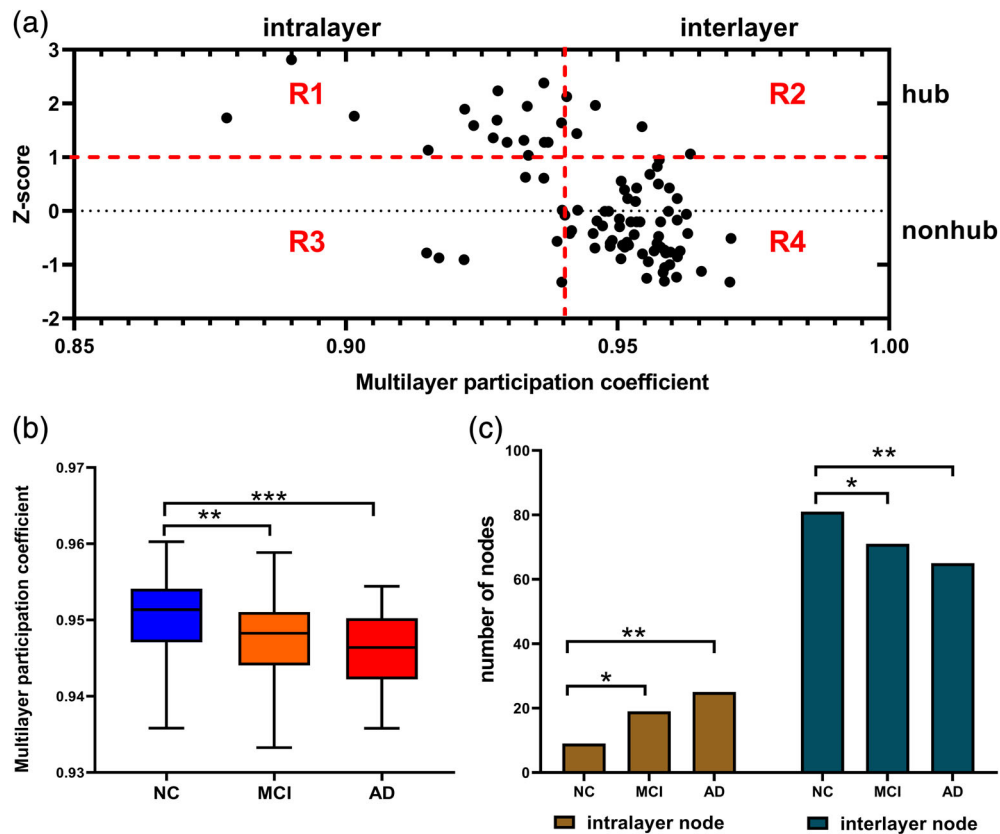 (a)
intralayer interlayer
3
2
1
0
-1
-2
Z-score
R1 R2
R3 R4
hub
nonhub
0.85 0.90 0.95 1.00
Multilayer participation coefficient
(b)
Multilayer participation coefficient
0.97
0.96
0.95
0.94
0.93
***
**
NC MCI AD
(c)
number of nodes
100
80
60
40
20
0
**
*
**
*
NC MCI AD NC MCI AD
intralayer node interlayer node